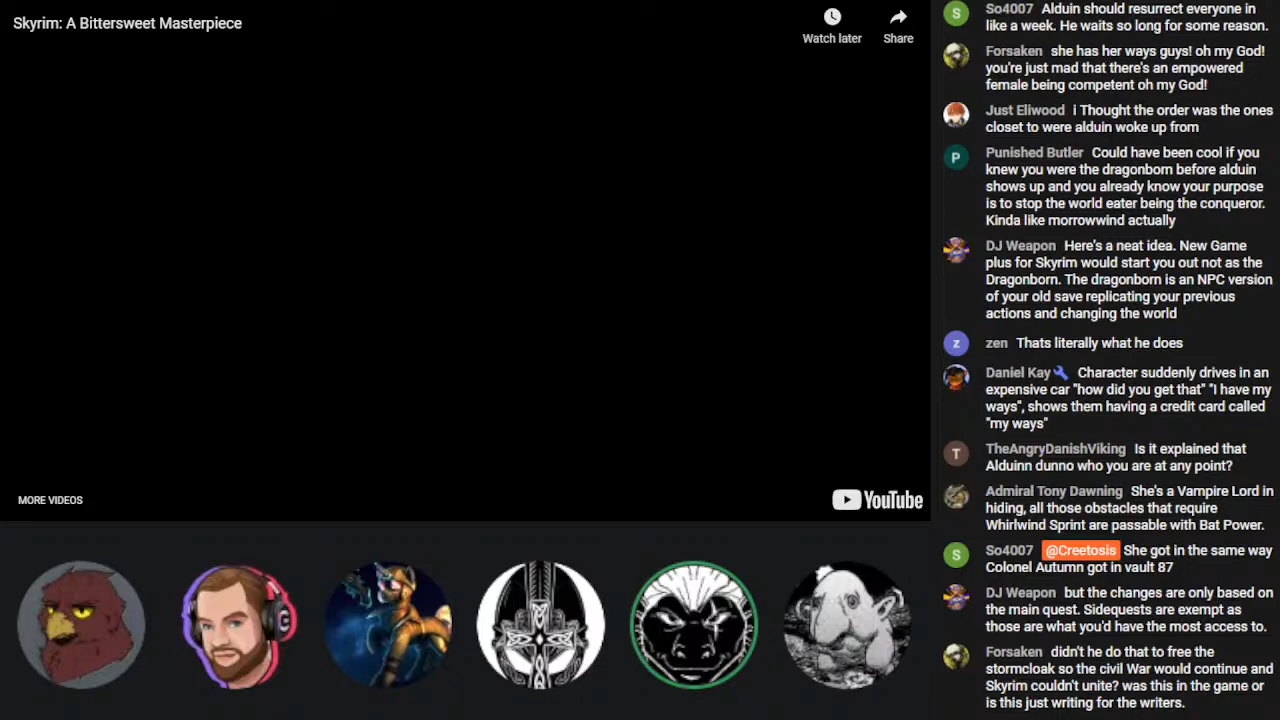 Skyrim: A Bittersweet Masterpiece
Watch later
Share
MORE VIDEOS
YouTube
S
So4007 Alduin should resurrect everyone in
like a week. He waits so long for some reason.
Forsaken she has her ways guys! oh my God!
you're just mad that there's an empowered
female being competent oh my God!
Just Eliwood i Thought the order was the ones
closet to were alduin woke up from
P
Punished Butler Could have been cool if you
knew you were the dragonborn before alduin
shows up and you already know your purpose
is to stop the world eater being the conqueror.
Kinda like morrowwind actually
DJ Weapon Here's a neat idea. New Game
plus for Skyrim would start you out not as the
Dragonborn. The dragonborn is an NPC version
of your old save replicating your previous
actions and changing the world
z
zen Thats literally what he does
Daniel Kay Character suddenly drives in an
expensive car "how did you get that" "I have my
ways", shows them having a credit card called
"my ways"
T
TheAngryDanishViking Is it explained that
Alduinn dunno who you are at any point?
Admiral Tony Dawning She's a Vampire Lord in
hiding, all those obstacles that require
Whirlwind Sprint are passable with Bat Power.
S
So4007 @Creetosis She got in the same way
Colonel Autumn got in vault 87
DJ Weapon but the changes are only based on
the main quest. Sidequests are exempt as
those are what you'd have the most access to.
Forsaken didn't he do that to free the
stormcloak so the civil War would continue and
Skyrim couldn't unite? was this in the game or
is this just writing for the writers.